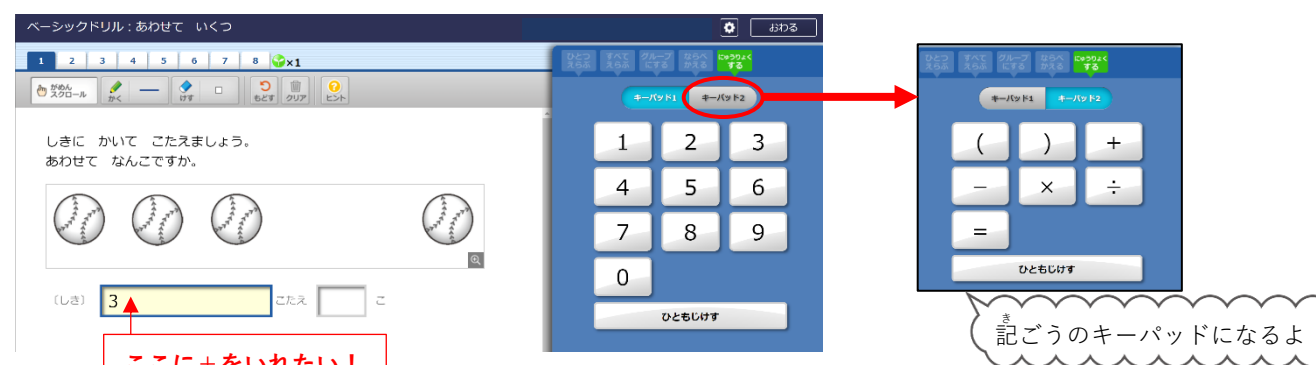 ベーシックドリル：あわせて いくつ
おわる
1 2 3 4 5 6 7 8 ×1
がめん
スクロール
かく
けす
もどす
クリア
ヒント
しきに かいて こたえましょう。
あわせて なんこですか。
（しき） 3 こたえ こ
ここに＋をいれたい！
ひとつ
えらぶ
すべて
えらぶ
グループ
にする
ならべ
かえる
にゅうりょく
する
キーパッド1 キーパッド2
1 2 3
4 5 6
7 8 9
0
ひともじけす
ひとつ
えらぶ
すべて
えらぶ
グループ
にする
ならべ
かえる
にゅうりょく
する
キーパッド1 キーパッド2
( ) +
− × ÷
=
ひともじけす
き
記ごうのキーパッドになるよ